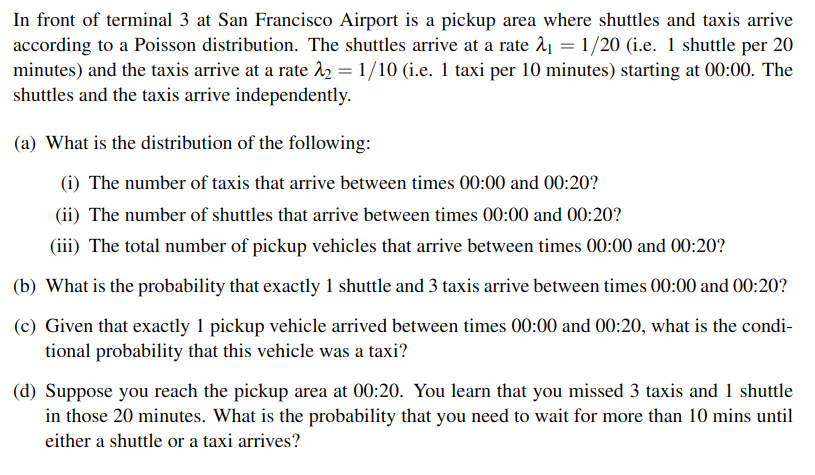 In front of terminal 3 at San Francisco Airport is a pickup area where shuttles and taxis arrive
according to a Poisson distribution. The shuttles arrive at a rate λ₁ = 1/20 (i.e. 1 shuttle per 20
minutes) and the taxis arrive at a rate λ₂ = 1/10 (i.e. 1 taxi per 10 minutes) starting at 00:00. The
shuttles and the taxis arrive independently.
(a) What is the distribution of the following:
(i) The number of taxis that arrive between times 00:00 and 00:20?
(ii) The number of shuttles that arrive between times 00:00 and 00:20?
(iii) The total number of pickup vehicles that arrive between times 00:00 and 00:20?
(b) What is the probability that exactly 1 shuttle and 3 taxis arrive between times 00:00 and 00:20?
(c) Given that exactly 1 pickup vehicle arrived between times 00:00 and 00:20, what is the condi-
tional probability that this vehicle was a taxi?
(d) Suppose you reach the pickup area at 00:20. You learn that you missed 3 taxis and 1 shuttle
in those 20 minutes. What is the probability that you need to wait for more than 10 mins until
either a shuttle or a taxi arrives?